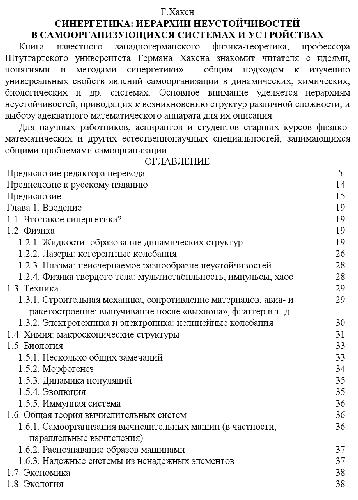 Г.Хакен
СИНЕРГЕТИКА: ИЕРАРХИИ НЕУСТОЙЧИВОСТЕЙ
В САМООРГАНИЗУЮЩИХСЯ СИСТЕМАХ И УСТРОЙСТВАХ
Книга известного западногерманского физика-теоретика, профессора
Штутгартского университета Германа Хакена знакомит читателя с идеями,
понятиями и методами синергетики - общим подходом к изучению
универсальных свойств явлений самоорганизации в динамических, химических,
биологических и др. системах. Основное внимание уделяется иерархиям
неустойчивостей, приводящих к возникновению структур различной сложности, и
выбору адекватного математического аппарата для их описания.
Для научных работников, аспирантов и студентов старших курсов физико-
математических и других естественнонаучных специальностей, занимающихся
общими проблемами самоорганизации.
ОГЛАВЛЕНИЕ
Предисловие редактора перевода 5
Предисловие к русскому изданию 14
Предисловие 15
Глава 1. Введение 19
1.1. Что такое синергетика? 19
1.2. Физика 19
1.2.1. Жидкости: образование динамических структур 19
1.2.2. Лазеры: когерентные колебания 26
1.2.3. Плазма: неисчерпаемое разнообразие неустойчивостей 28
1.2.4. Физика твердого тела: мультистабильность, импульсы, хаос 28
1.3. Техника 29
1.3.1. Строительная механика, сопротивление материалов, авиа- и 29
ракетостроение: выпучивание после «выхлопа», флаттер и т. д.
1.3.2. Электротехника и электроника: нелинейные колебания 30
1.4. Химия: макроскопические структуры 31
1.5. Биология 33
1.5.1. Несколько общих замечаний 33
1.5.2. Морфогенез 34
1.5.3. Динамика популяций 35
1.5.4. Эволюция 35
1.5.5. Иммунная система 36
1.6. Общая теория вычислительных систем 36
1.6.1. Самоорганизация вычислительных машин (в частности, 36
параллельные вычисления)
1.6.2. Распознавание образов машинами 37
1.6.3. Надежные системы из ненадежных элементов 37
1.7. Экономика 38
1.8. Экология 38